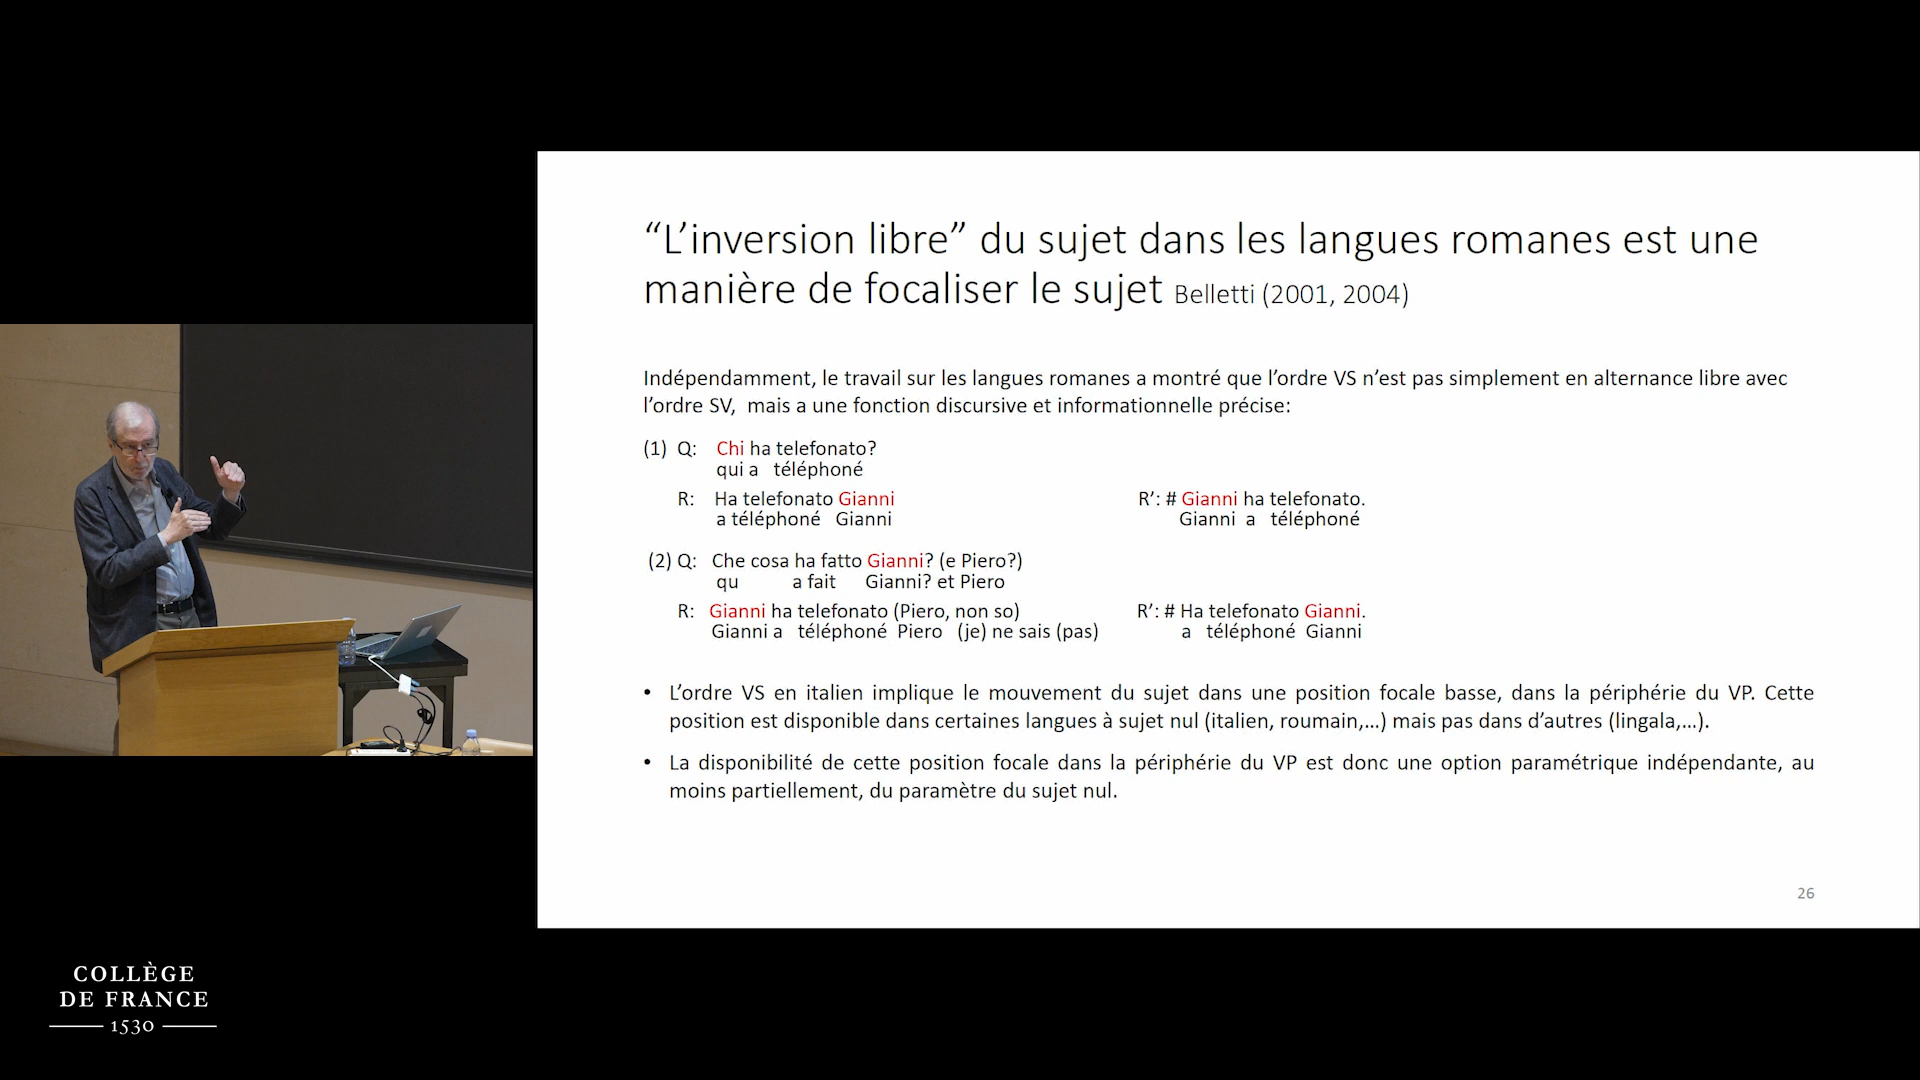 “L’inversion libre” du sujet dans les langues romanes est une
manière de focaliser le sujet Belletti (2001, 2004)
Indépendamment, le travail sur les langues romanes a montré que l’ordre VS n’est pas simplement en alternance libre avec
l’ordre SV, mais a une fonction discursive et informationnelle précise:
(1) Q: Chi ha telefonato?
qui a téléphoné
R: Ha telefonato Gianni R’: # Gianni ha telefonato.
a téléphoné Gianni Gianni a téléphoné
(2) Q: Che cosa ha fatto Gianni? (e Piero?)
qu a fait Gianni? et Piero
R: Gianni ha telefonato (Piero, non so) R’: # Ha telefonato Gianni.
Gianni a téléphoné Piero (je) ne sais (pas) a téléphoné Gianni
• L’ordre VS en italien implique le mouvement du sujet dans une position focale basse, dans la périphérie du VP. Cette
position est disponible dans certaines langues à sujet nul (italien, roumain,…) mais pas dans d’autres (lingala,…).
• La disponibilité de cette position focale dans la périphérie du VP est donc une option paramétrique indépendante, au
moins partiellement, du paramètre du sujet nul.
26
COLLÈGE
DE FRANCE
1530